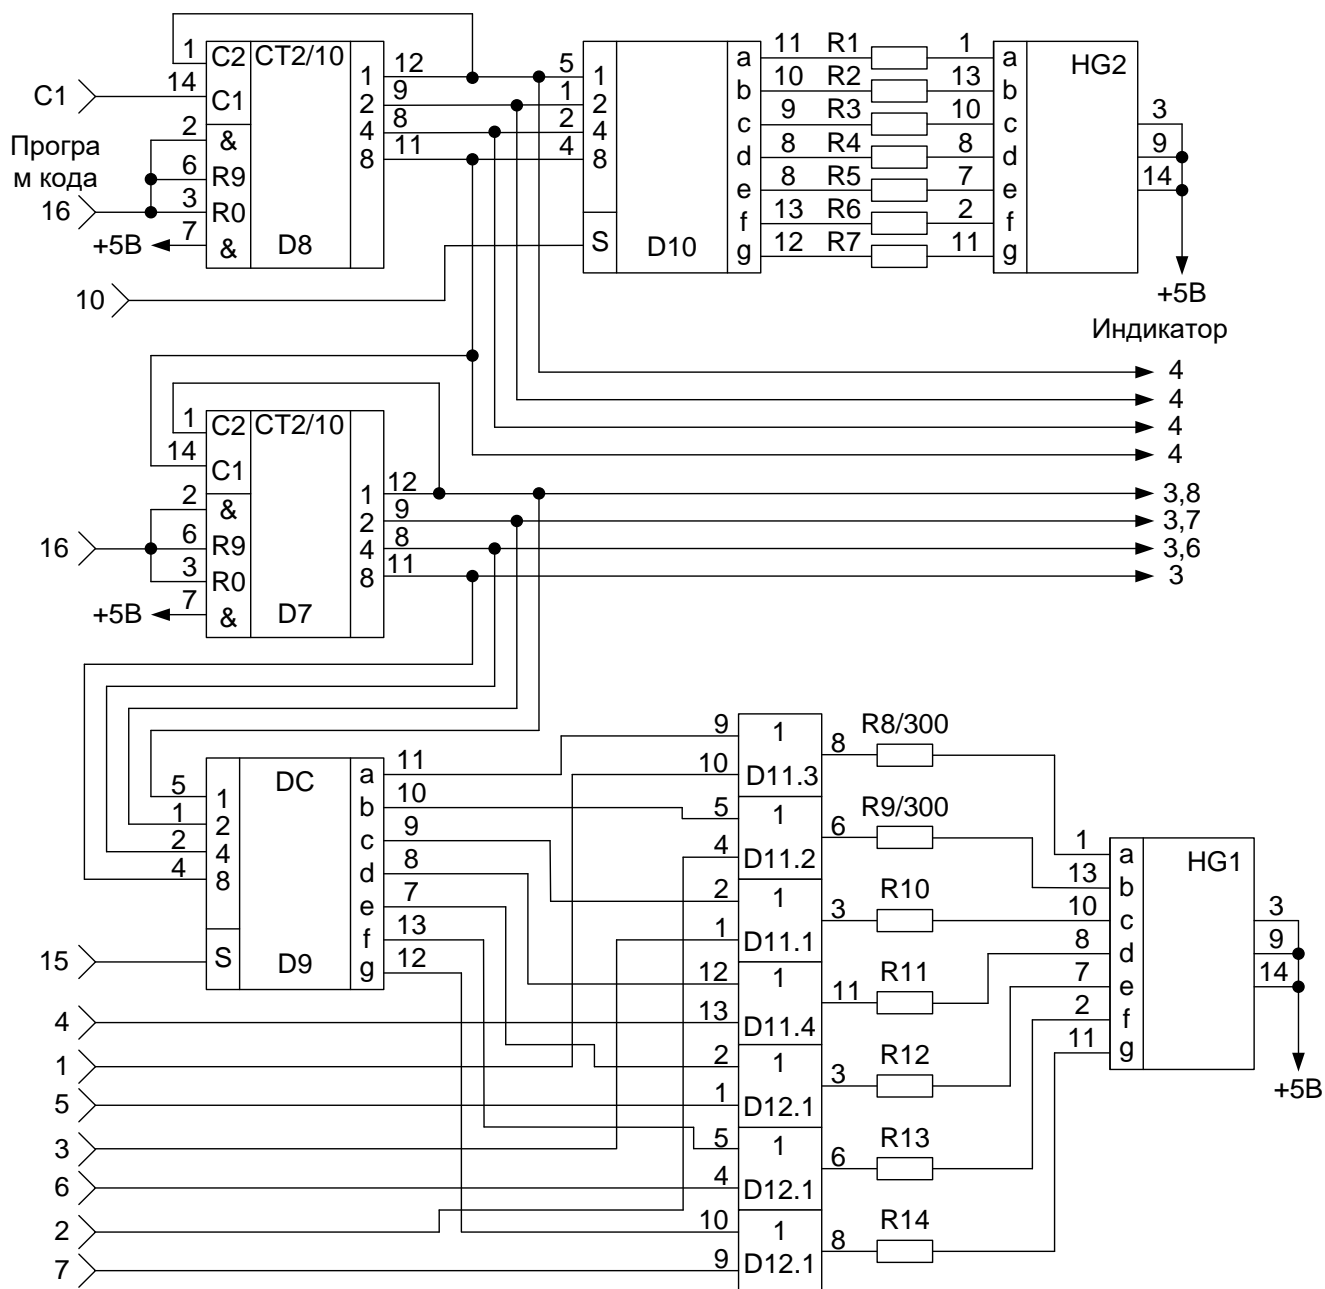 1 C2 CT2/10 1 12 5 1 a 11 R1 1 a HG2
C1 14 C1 2 9 1 2 b 10 R2 13 b
2 & 4 8 2 4 c 9 R3 10 c 3
Програ
м кода
6 R9 8 11 4 8 d 8 R4 8 d 9
16 3 R0 e 8 R5 7 e 14
+5В 7 & D8 S D10 f 13 R6 2 f
g 12 R7 11 g
10
+5В
Индикатор
4
4
4
4
1 C2 CT2/10
14 C1
2 & 1 12 3,8
2 9 3,7
16 6 R9 4 8 3,6
3 R0 8 11 3
+5В 7 & D7
9 1 8 R8/300
10 D11.3
5 1 DC a 11
1 2 b 10 5 1 6 R9/300
2 4 c 9 4 D11.2
4 8 d 8 2 1 3 R10
e 7 1 D11.1
f 13
15 S D9 g 12 12 1 11 R11
4 13 D11.4
1 2 1 3 R12
5 1 D12.1
3 5 1 6 R13
6 4 D12.1
2 10 1 8 R14
7 9 D12.1
1 a HG1
13 b
10 c 3
8 d 9
7 e 14
2 f
11 g
+5В